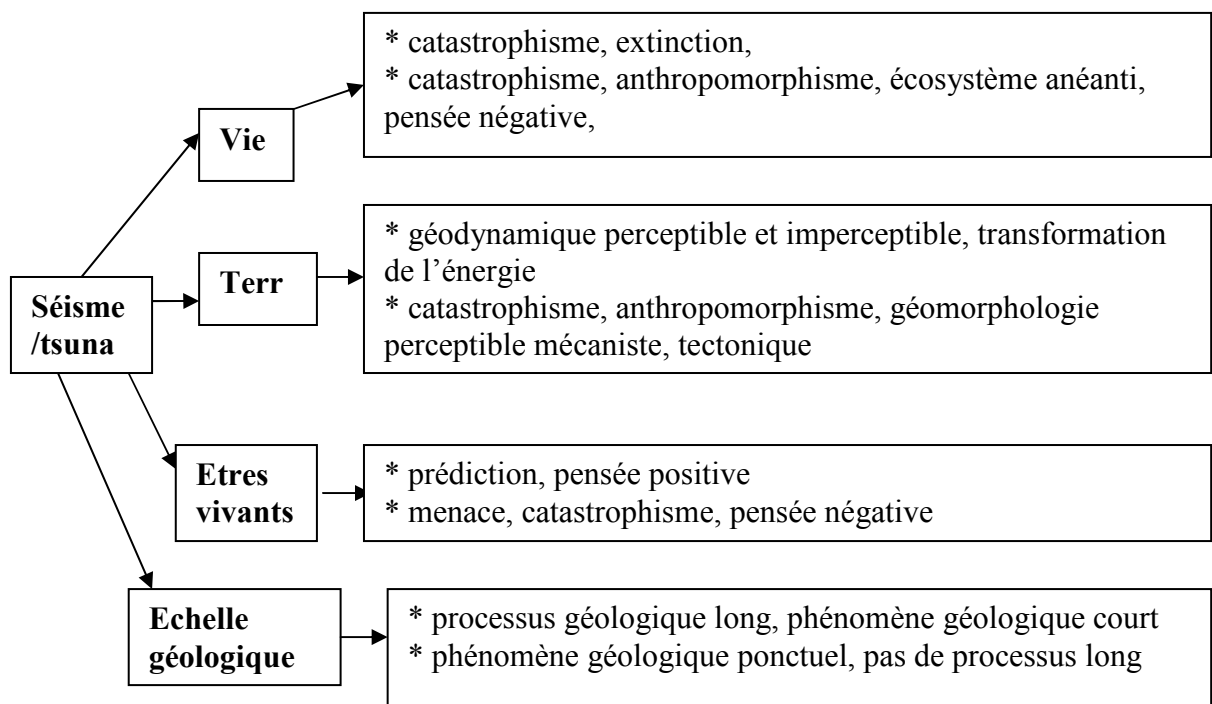 * catastrophisme, extinction,
* catastrophisme, anthropomorphisme, écosystème anéanti,
pensée négative,
Vie
* géodynamique perceptible et imperceptible, transformation
de l’énergie
* catastrophisme, anthropomorphisme, géomorphologie
perceptible mécaniste, tectonique
Terr
Séisme
/tsuna
* prédiction, pensée positive
* menace, catastrophisme, pensée négative
Etres
vivants
* processus géologique long, phénomène géologique court
* phénomène géologique ponctuel, pas de processus long
Echelle
géologique